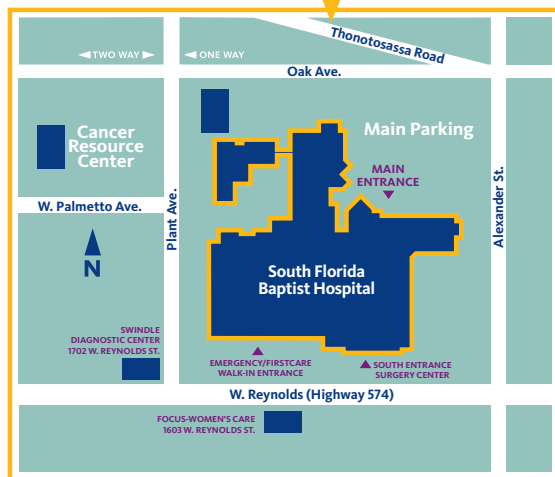 Thonotosassa Road
TWO WAY
ONE WAY
Oak Ave.
Cancer
Resource
Center
Main Parking
MAIN
ENTRANCE
W. Palmetto Ave.
Plant Ave.
Alexander St.
N
South Florida
Baptist Hospital
SWINDLE
DIAGNOSTIC CENTER
1702 W. REYNOLDS ST.
EMERGENCY/FIRSTCARE
WALK-IN ENTRANCE
SOUTH ENTRANCE
SURGERY CENTER
W. Reynolds (Highway 574)
FOCUS-WOMEN'S CARE
1603 W. REYNOLDS ST.